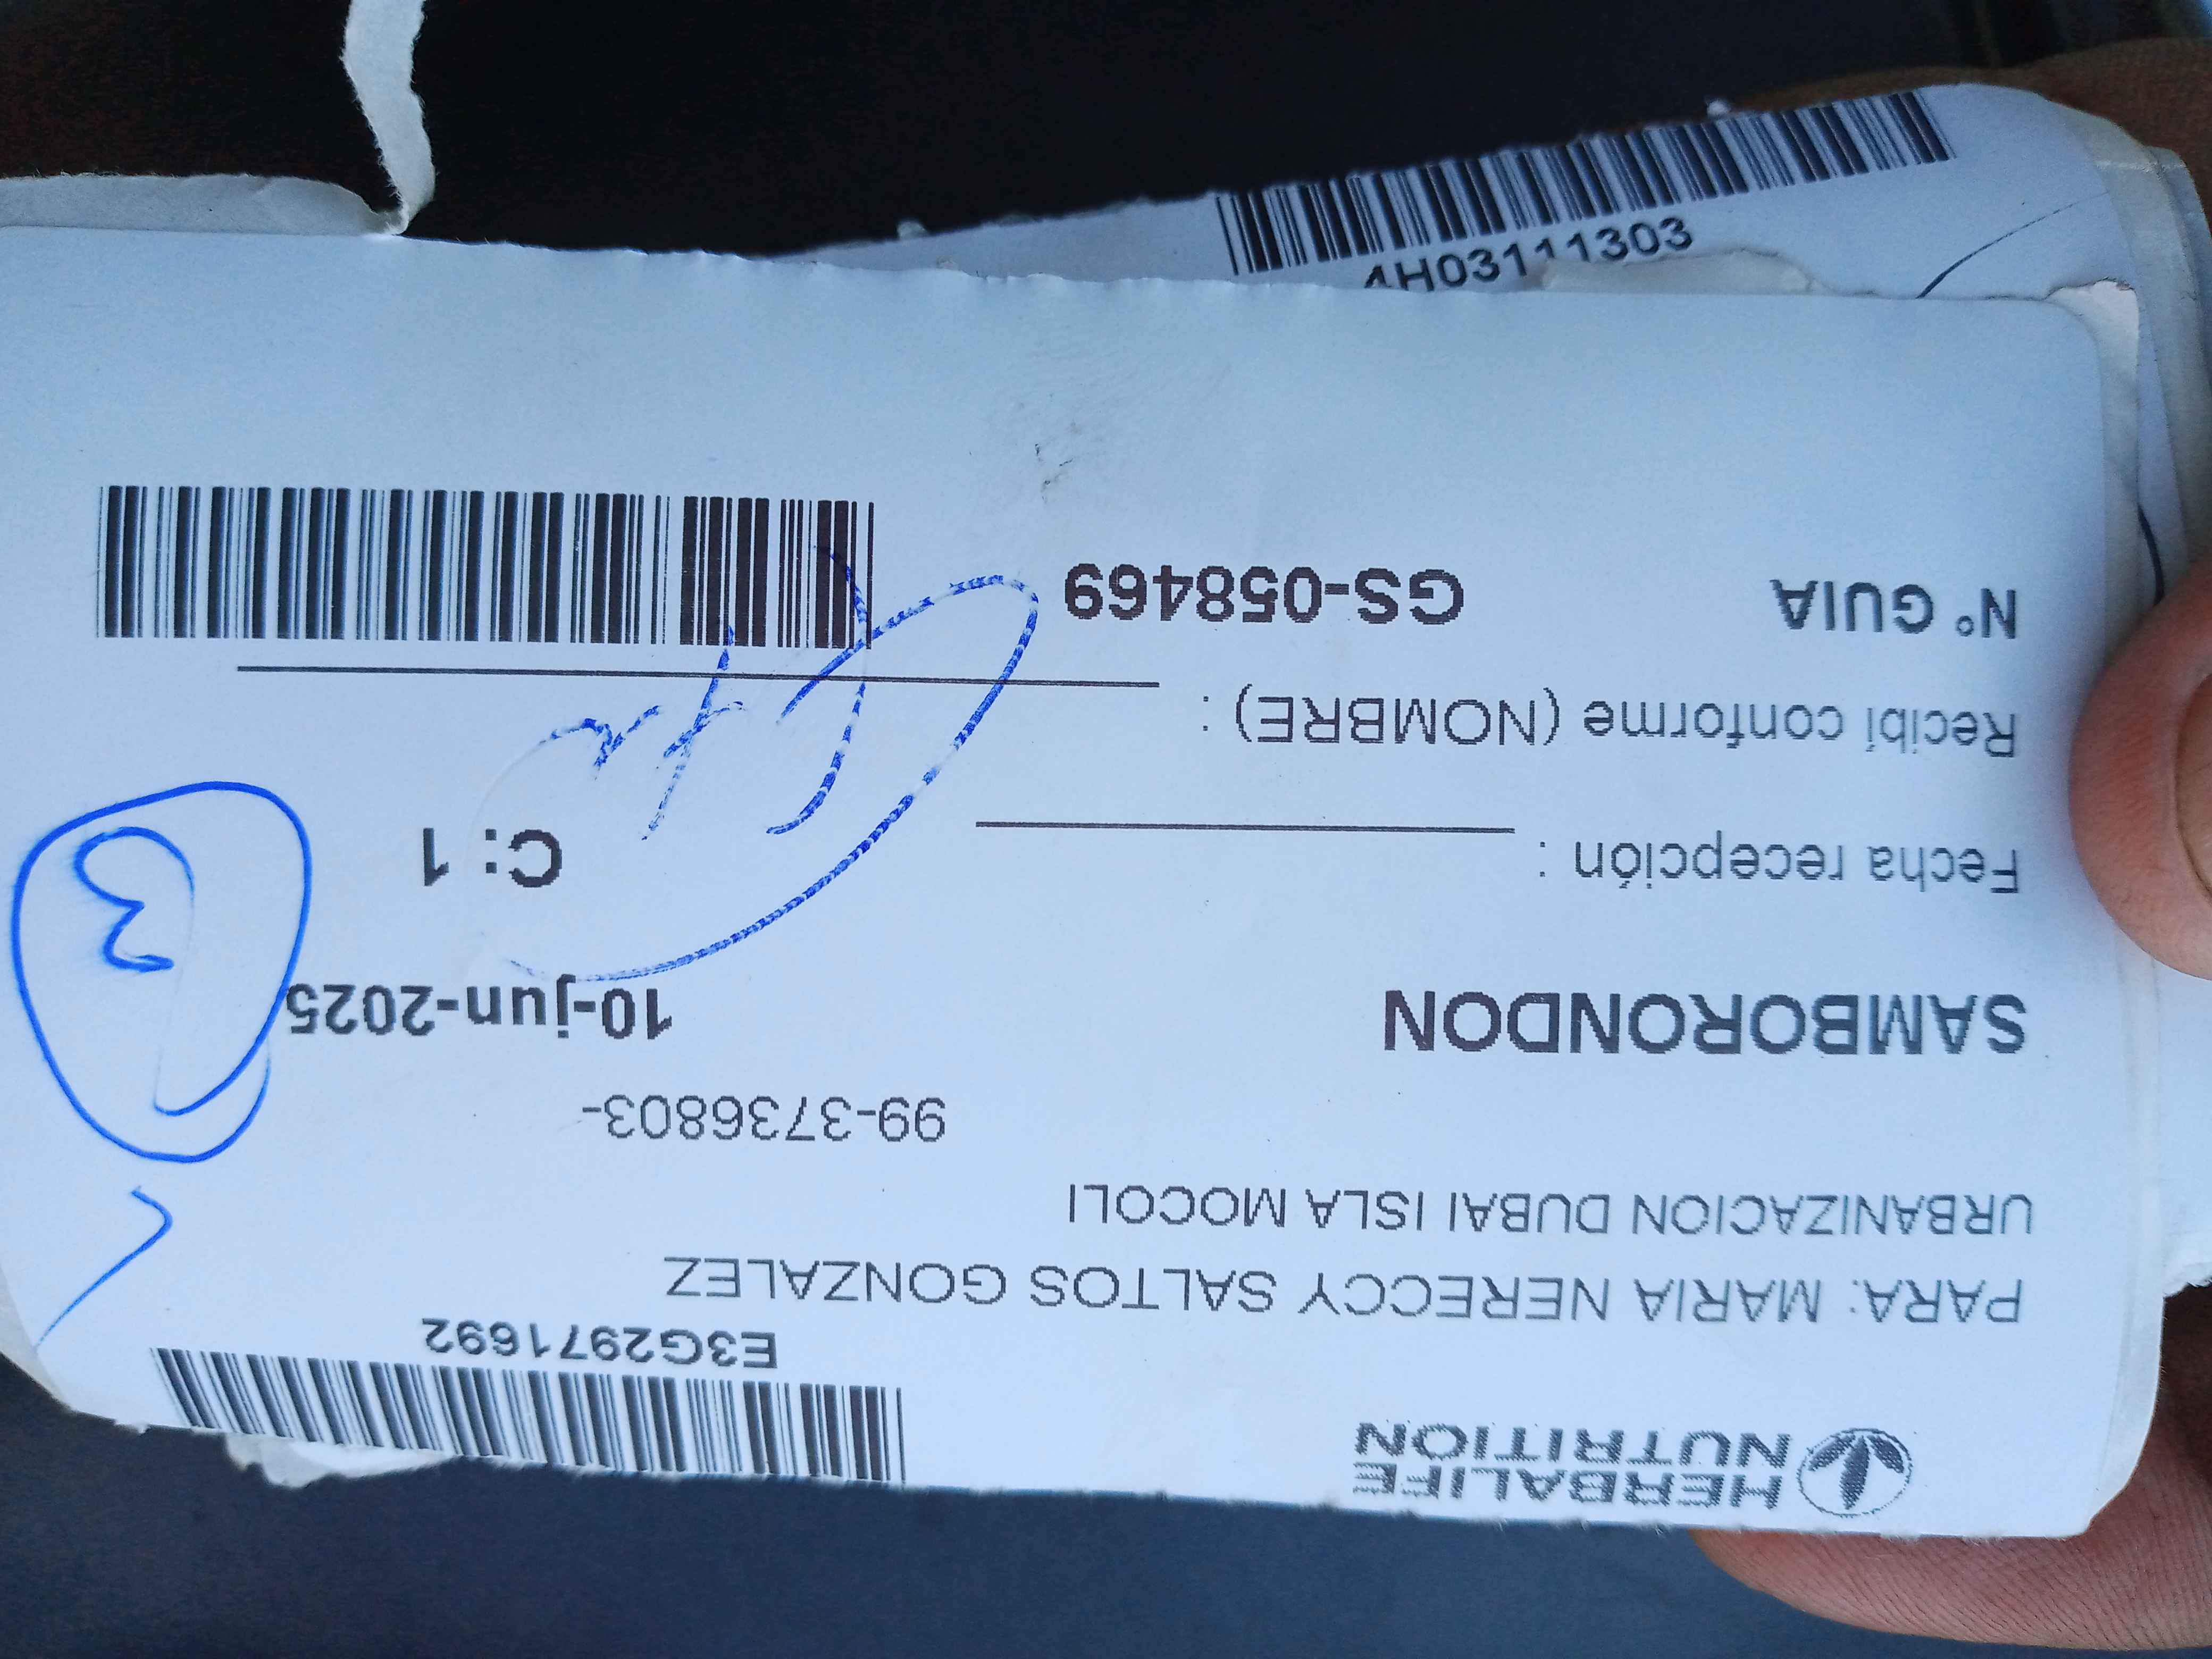 HERBALIFE
NUTRITION
E3G2971692
PARA: MARIA NERECCY SALTOS GONZALEZ
URBANIZACION DUBAI ISLA MOCOLI
99-3736803-
SAMBORONDON
10-jun-2025
3
Fecha recepción :
C: 1
Recibí conforme (NOMBRE) :
N° GUIA
GS-058469
4H03111303